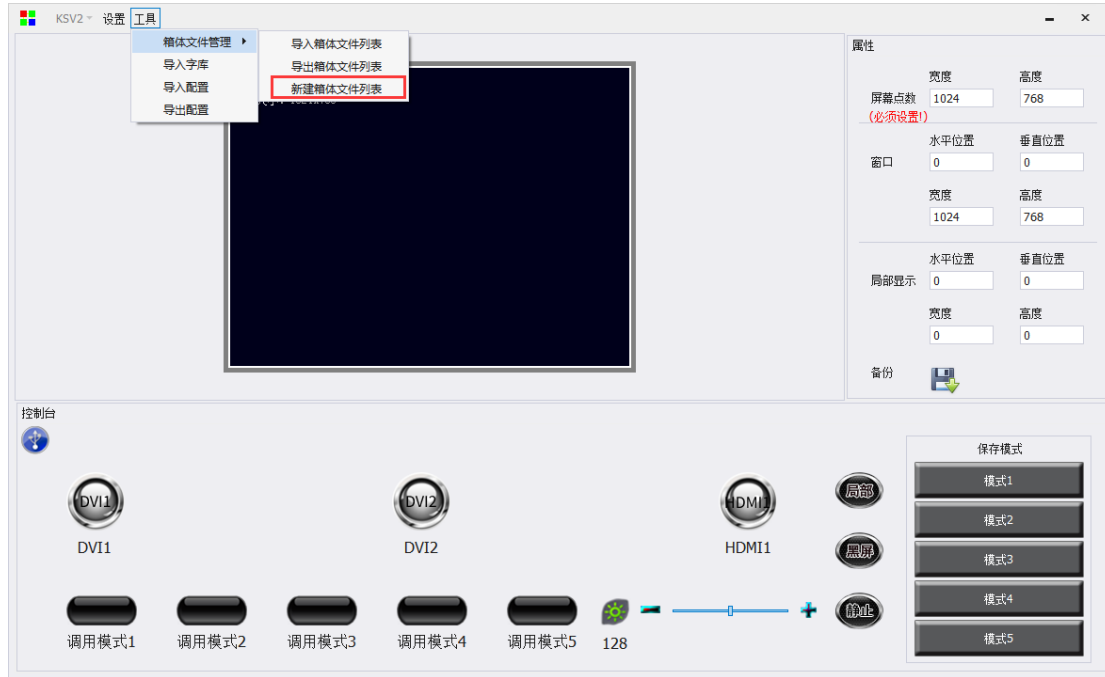 KSV2 设置 工具
箱体文件管理
导入字库
导入配置
导出配置
导入箱体文件列表
导出箱体文件列表
新建箱体文件列表
属性
宽度 高度
屏幕点数 1024 768
(必须设置!)
水平位置 垂直位置
窗口 0 0
宽度 高度
1024 768
水平位置 垂直位置
局部显示 0 0
宽度 高度
0 0
备份
控制台
DVI1 DVI2 HDMI1 局部
DVI1 DVI2 HDMI1
黑屏
静止
调用模式1 调用模式2 调用模式3 调用模式4 调用模式5 128
保存模式
模式1
模式2
模式3
模式4
模式5